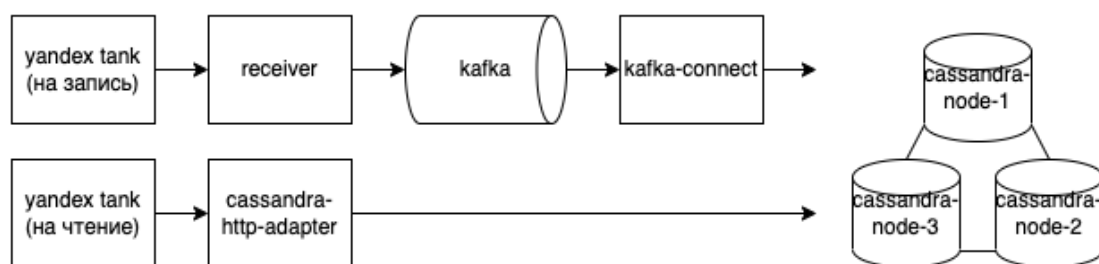 yandex tank
(на запись)
receiver
kafka
kafka-connect
cassandra-
node-1
yandex tank
(на чтение)
cassandra-
http-adapter
cassandra-
node-3
cassandra-
node-2